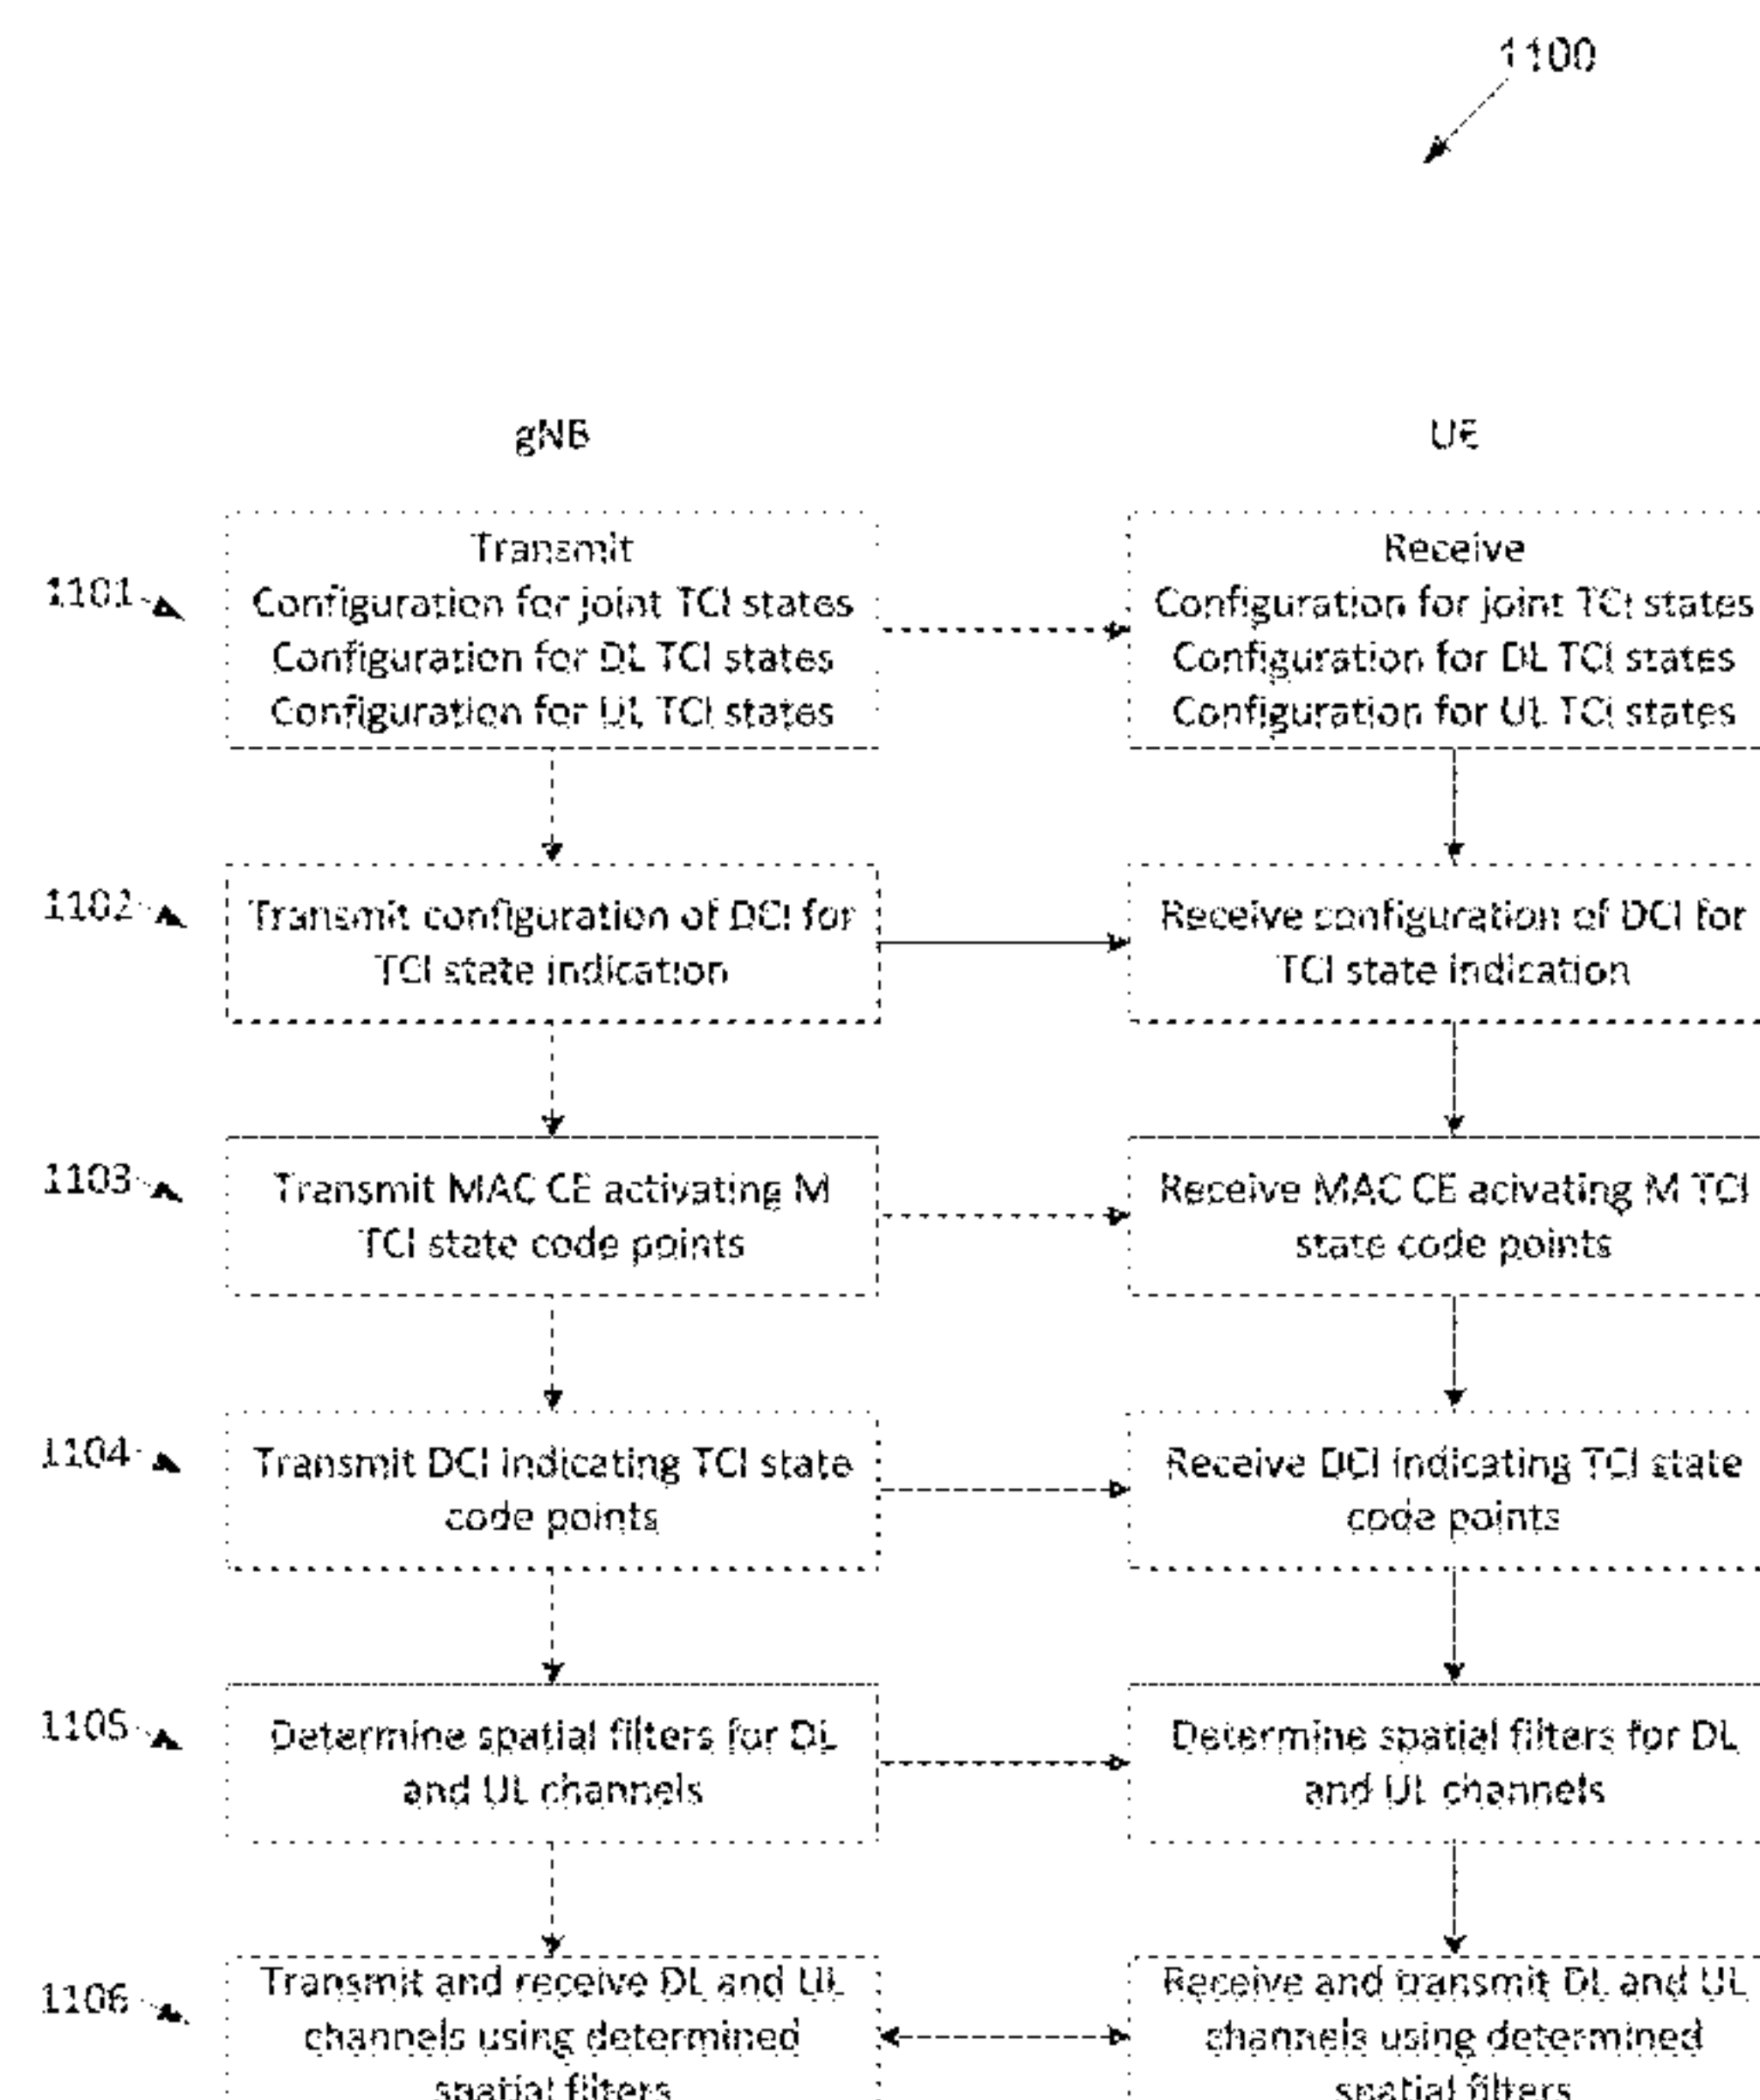 1100
gNB
UE
1101
Transmit
Configuration for joint TCI states
Configuration for DL TCI states
Configuration for UL TCI states
Receive
Configuration for joint TCI states
Configuration for DL TCI states
Configuration for UL TCI states
1102
Transmit configuration of DCI for
TCI state indication
Receive configuration of DCI for
TCI state indication
1103
Transmit MAC CE activating M
TCI state code points
Receive MAC CE acivating M TCI
state code points
1104
Transmit DCI indicating TCI state
code points
Receive DCI indicating TCI state
code points
1105
Determine spatial filters for DL
and UL channels
Determine spatial filters for DL
and UL channels
1106
Transmit and receive DL and UL
channels using determined
spatial filters
Receive and transmit DL and UL
channels using determined
spatial filters